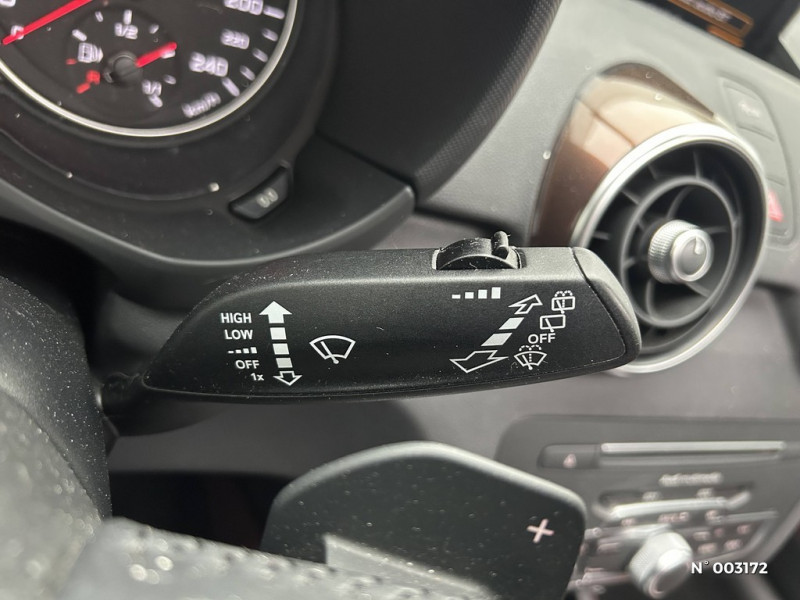 200
220
240
1/2
1/1
km/h
HIGH
LOW
OFF
1x
OFF
+
N° 003172